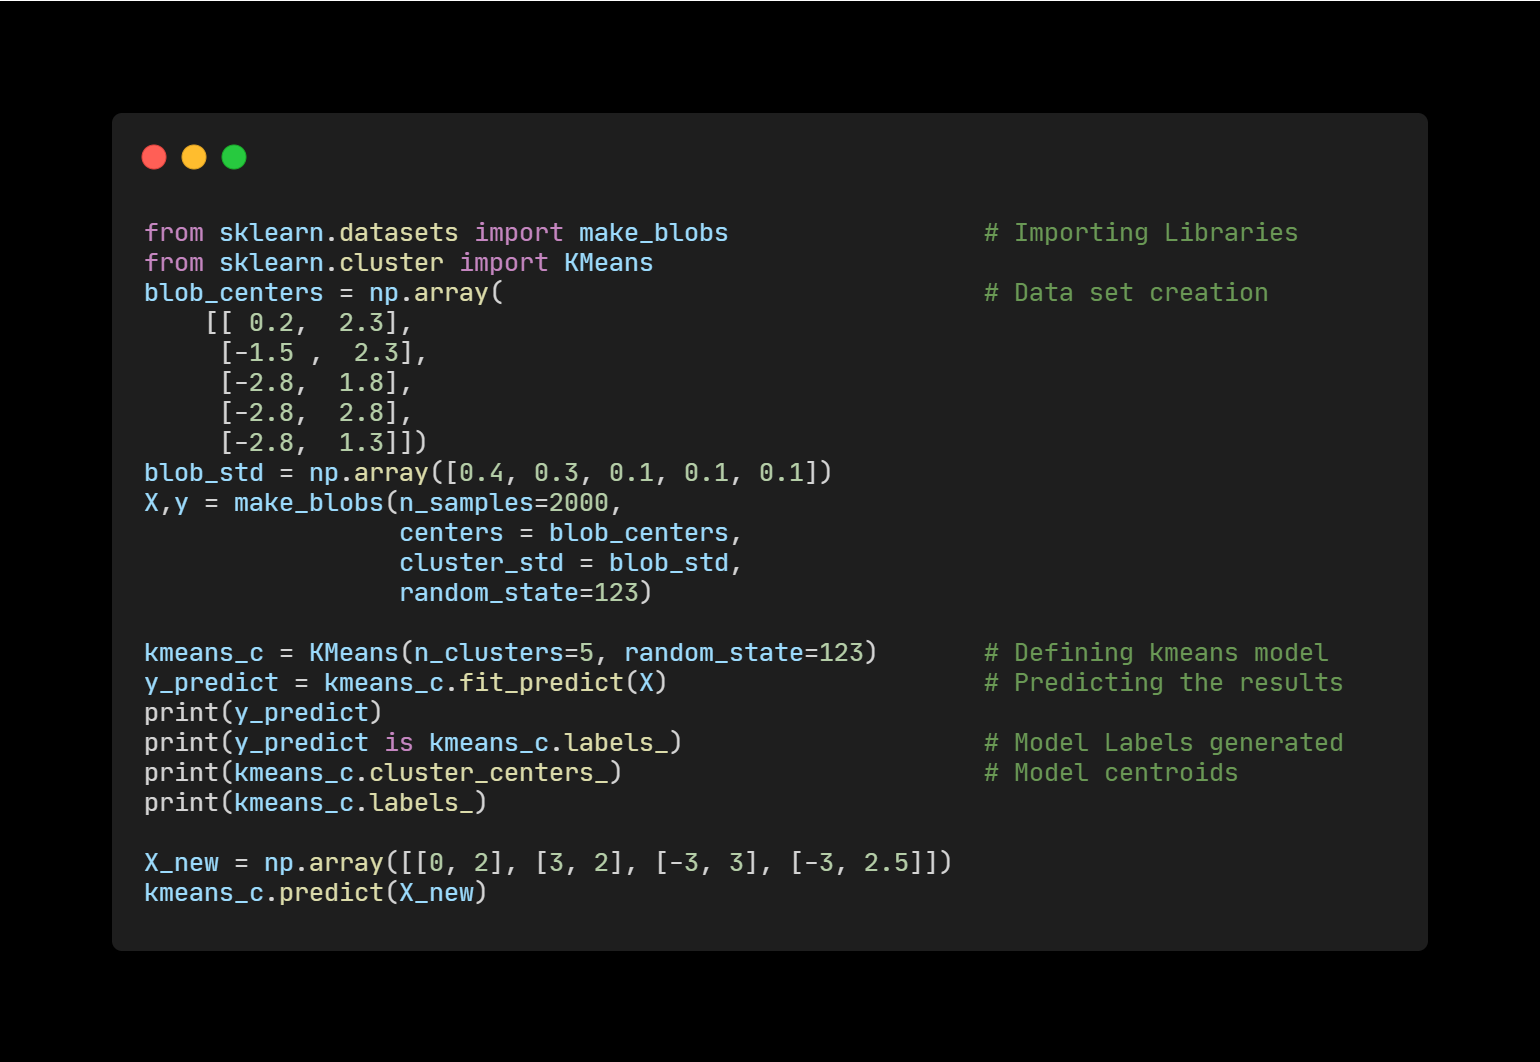 from sklearn.datasets import make_blobs                 # Importing Libraries
from sklearn.cluster import KMeans
blob_centers = np.array(                                # Data set creation
    [[ 0.2,  2.3],
     [-1.5 ,  2.3],
     [-2.8,  1.8],
     [-2.8,  2.8],
     [-2.8,  1.3]])
blob_std = np.array([0.4, 0.3, 0.1, 0.1, 0.1])
X,y = make_blobs(n_samples=2000,
                 centers = blob_centers,
                 cluster_std = blob_std,
                 random_state=123)

kmeans_c = KMeans(n_clusters=5, random_state=123)       # Defining kmeans model
y_predict = kmeans_c.fit_predict(X)                     # Predicting the results
print(y_predict)
print(y_predict is kmeans_c.labels_)                    # Model Labels generated
print(kmeans_c.cluster_centers_)                        # Model centroids
print(kmeans_c.labels_)

X_new = np.array([[0, 2], [3, 2], [-3, 3], [-3, 2.5]])
kmeans_c.predict(X_new)